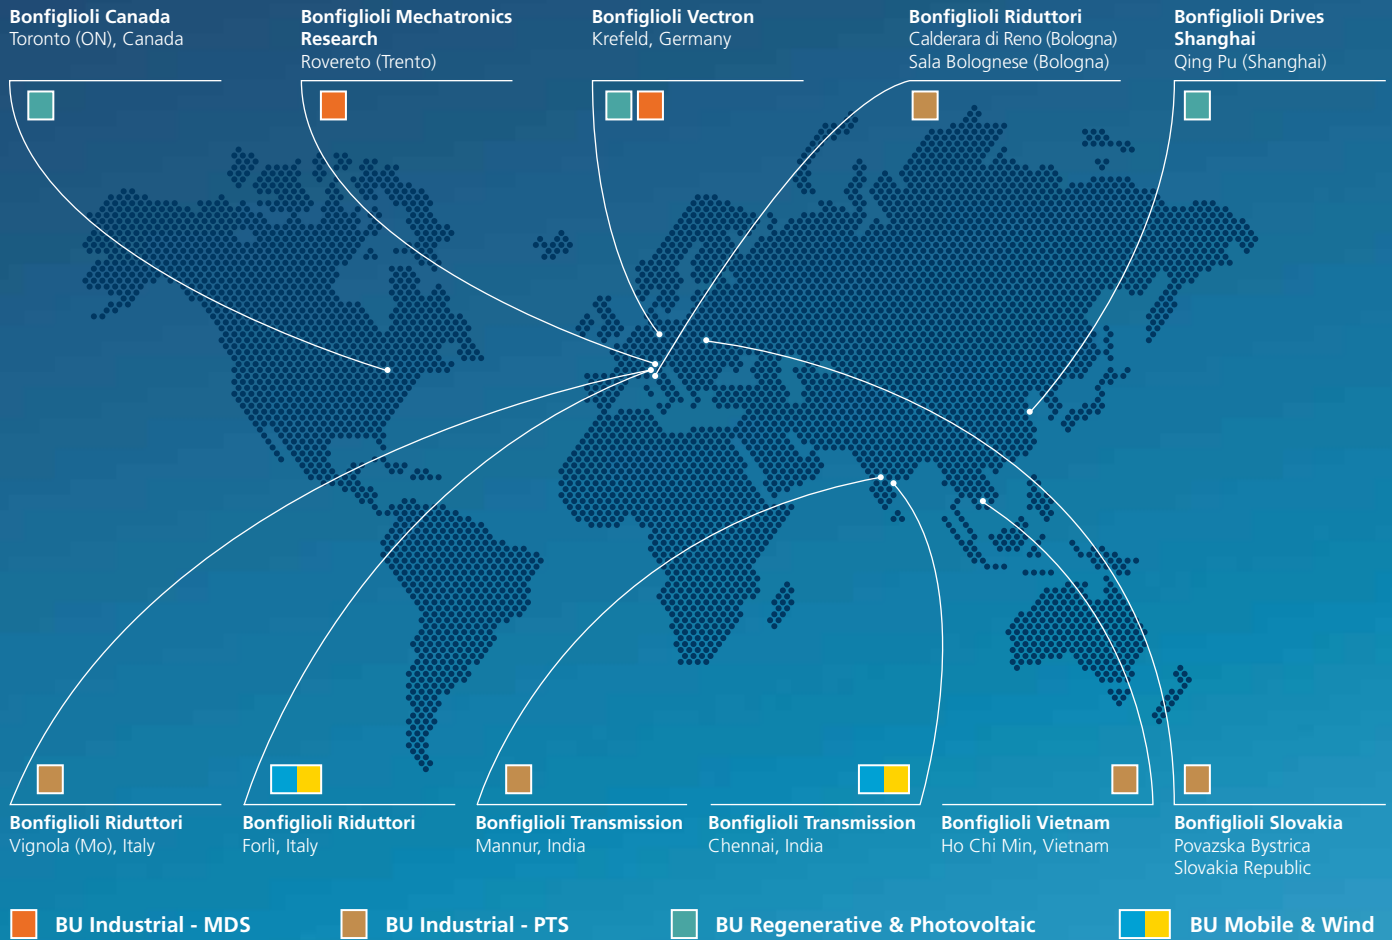 Bonfiglioli Canada
Toronto (ON), Canada
Bonfiglioli Mechatronics
Research
Rovereto (Trento)
Bonfiglioli Vectron
Krefeld, Germany
Bonfiglioli Riduttori
Calderara di Reno (Bologna)
Sala Bolognese (Bologna)
Bonfiglioli Drives
Shanghai
Qing Pu (Shanghai)
Bonfiglioli Riduttori
Vignola (Mo), Italy
Bonfiglioli Riduttori
Forlì, Italy
Bonfiglioli Transmission
Mannur, India
Bonfiglioli Transmission
Chennai, India
Bonfiglioli Vietnam
Ho Chi Min, Vietnam
Bonfiglioli Slovakia
Povazska Bystrica
Slovakia Republic
BU Industrial - MDS
BU Industrial - PTS
BU Regenerative & Photovoltaic
BU Mobile & Wind